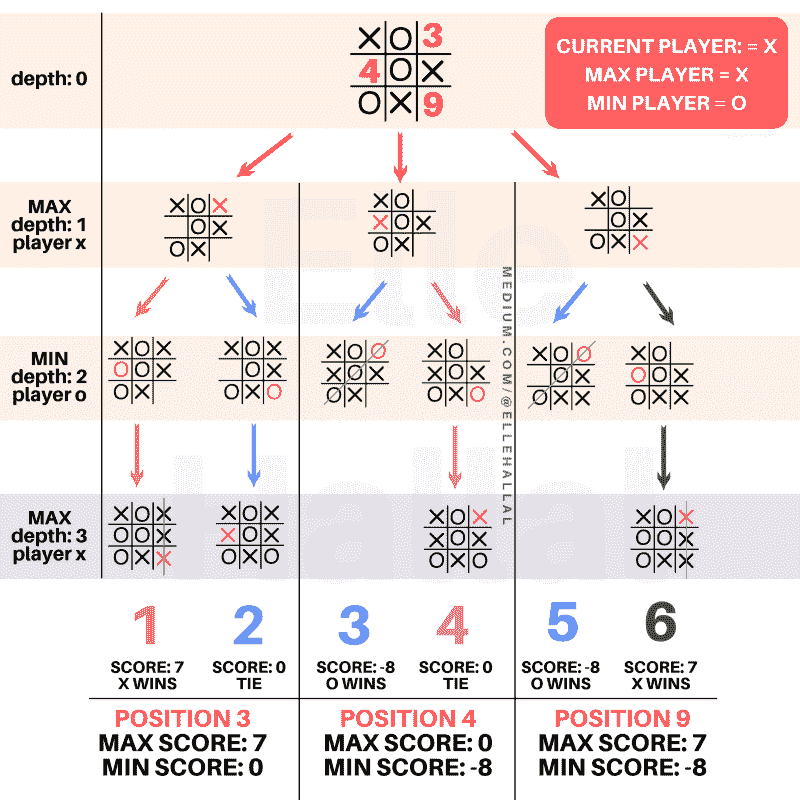 X O 3
4 O X
O X 9
CURRENT PLAYER: = X
MAX PLAYER = X
MIN PLAYER = O
depth: 0
MAX
depth: 1
player x
X O X
O X
O X
X O
X O X
O X
X O
O X
O X X
MIN
depth: 2
player o
X O X
O O X
O X
X O X
O X
O X O
X O O
X O X
O X
X O
X O X
O X O
X O O
O X
O X X
X O
O O X
O X X
MEDIUM.COM/@ELLEHALLAL
MAX
depth: 3
player x
X O X
O O X
O X X
X O X
X O X
O X O
X O X
X O X
O X O
X O X
O O X
O X X
1
2
3
4
5
6
SCORE: 7
X WINS
SCORE: 0
TIE
SCORE: -8
O WINS
SCORE: 0
TIE
SCORE: -8
O WINS
SCORE: 7
X WINS
POSITION 3
MAX SCORE: 7
MIN SCORE: 0
POSITION 4
MAX SCORE: 0
MIN SCORE: -8
POSITION 9
MAX SCORE: 7
MIN SCORE: -8
Elle
Hallal